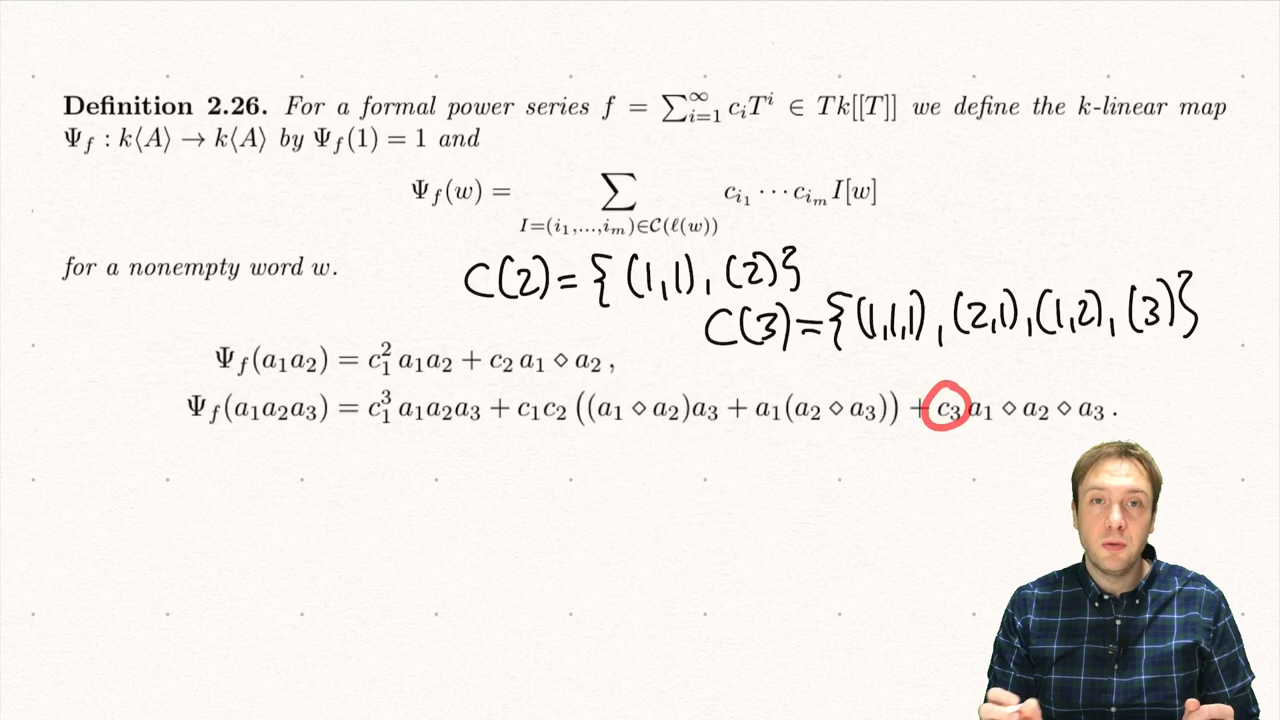 Definition 2.26. For a formal power series f = ∑_{i=1}^{∞} c_i T^i ∈ Tk[[T]] we define the k-linear map
Ψ_f : k⟨A⟩ → k⟨A⟩ by Ψ_f(1) = 1 and
Ψ_f(w) = ∑_{I=(i_1,…,i_m)∈𝒞(ℓ(w))} c_{i_1} ⋯ c_{i_m} I[w]
for a nonempty word w.
C(2) = { (1,1), (2) }
C(3) = { (1,1,1), (2,1), (1,2), (3) }
Ψ_f(a_1a_2) = c_1^2 a_1a_2 + c_2 a_1 ⋄ a_2 ,
Ψ_f(a_1a_2a_3) = c_1^3 a_1a_2a_3 + c_1c_2 ((a_1 ⋄ a_2)a_3 + a_1(a_2 ⋄ a_3)) + c_3 a_1 ⋄ a_2 ⋄ a_3 .